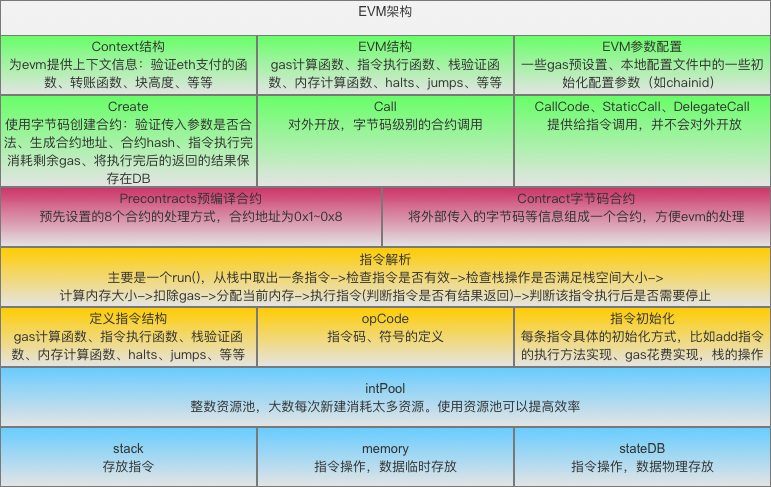 EVM架构
Context结构
为evm提供上下文信息：验证eth支付的函
数、转账函数、块高度、等等
EVM结构
gas计算函数、指令执行函数、栈验证函
数、内存计算函数、halts、jumps、等等
EVM参数配置
一些gas预设置、本地配置文件中的一些初
始化配置参数（如chainid）
Create
使用字节码创建合约：验证传入参数是否合
法、生成合约地址、合约hash、指令执行完
消耗剩余gas、将执行完后的返回的结果保
存在DB
Call
对外开放，字节码级别的合约调用
CallCode、StaticCall、DelegateCall
提供给指令调用，并不会对外开放
Precontracts预编译合约
预先设置的8个合约的处理方式，合约地址为0x1~0x8
Contract字节码合约
将外部传入的字节码等信息组成一个合约，方便evm的处理
指令解析
主要是一个run()，从栈中取出一条指令->检查指令是否有效->检查栈操作是否满足栈空间大小->
计算内存大小->扣除gas->分配当前内存->执行指令(判断指令是否有结果返回)->判断该指令执行后是否需要停止
定义指令结构
gas计算函数、指令执行函数、栈验证函
数、内存计算函数、halts、jumps、等等
opCode
指令码、符号的定义
指令初始化
每条指令具体的初始化方式，比如add指令
的执行方法实现、gas花费实现，栈的操作
intPool
整数资源池，大数每次新建消耗太多资源。使用资源池可以提高效率
stack
存放指令
memory
指令操作，数据临时存放
stateDB
指令操作，数据物理存放